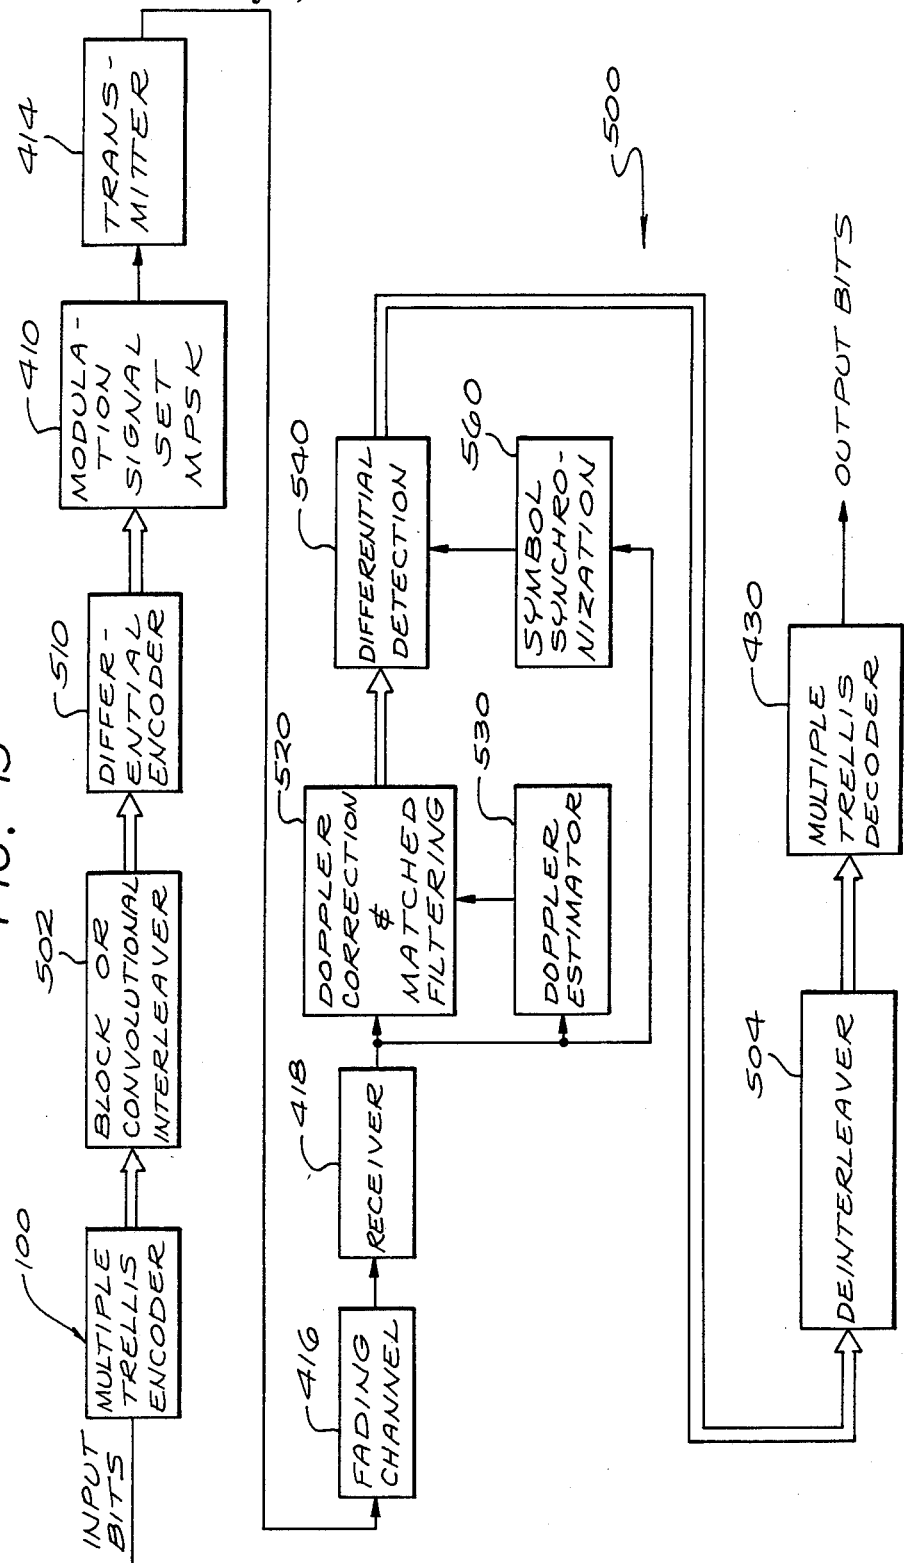 INPUT
BITS
100
MULTIPLE
TRELLIS
ENCODER
502
BLOCK OR
CONVOLUTIONAL
INTERLEAVER
510
DIFFER-
ENTIAL
ENCODER
410
MODULA-
TION
SIGNAL
SET
MPSK
414
TRANS-
MITTER
416
FADING
CHANNEL
418
RECEIVER
520
DOPPLER
CORRECTION
&
MATCHED
FILTERING
530
DOPPLER
ESTIMATOR
540
DIFFERENTIAL
DETECTION
560
SYMBOL
SYNCHRO-
NIZATION
500
504
DEINTERLEAVER
430
MULTIPLE
TRELLIS
DECODER
OUTPUT BITS